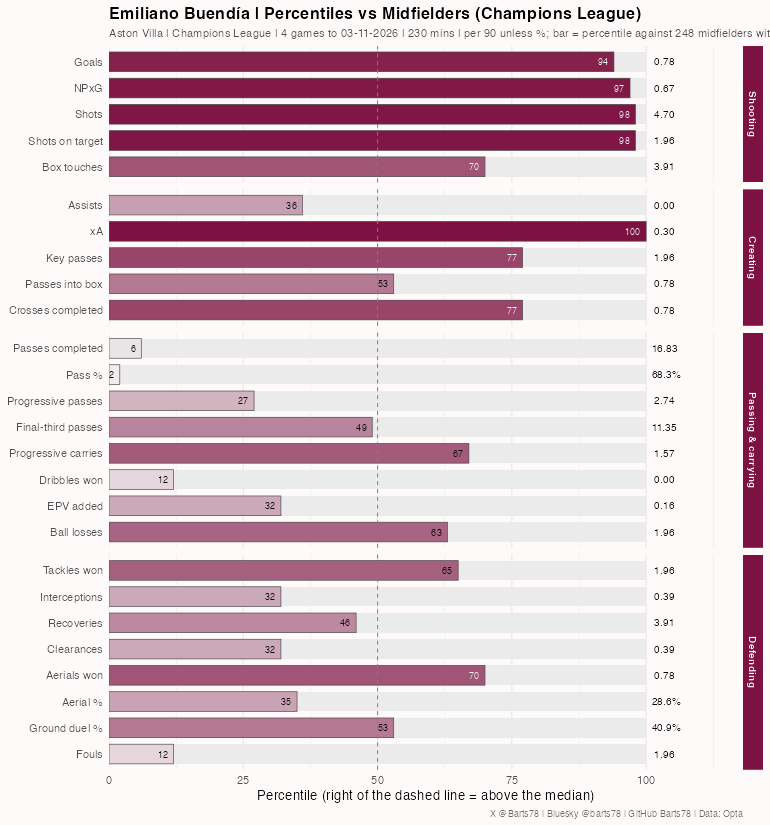 Emiliano Buendía | Percentiles vs Midfielders (Champions League)
Aston Villa | Champions League | 4 games to 03-11-2026 | 230 mins | per 90 unless %; bar = percentile against 248 midfielders wit
Goals 94 0.78
NPxG 97 0.67
Shots 98 4.70
Shots on target 98 1.96
Box touches 70 3.91
Shooting
Assists 36 0.00
xA 100 0.30
Key passes 77 1.96
Passes into box 53 0.78
Crosses completed 77 0.78
Creating
Passes completed 6 16.83
Pass % 2 68.3%
Progressive passes 27 2.74
Final-third passes 49 11.35
Progressive carries 67 1.57
Dribbles won 12 0.00
EPV added 32 0.16
Ball losses 63 1.96
Passing & carrying
Tackles won 65 1.96
Interceptions 32 0.39
Recoveries 46 3.91
Clearances 32 0.39
Aerials won 70 0.78
Aerial % 35 28.6%
Ground duel % 53 40.9%
Fouls 12 1.96
Defending
0 25 50 75 100
Percentile (right of the dashed line = above the median)
X @Barts78 | Bluesky @barts78 | GitHub Barts78 | Data: Opta